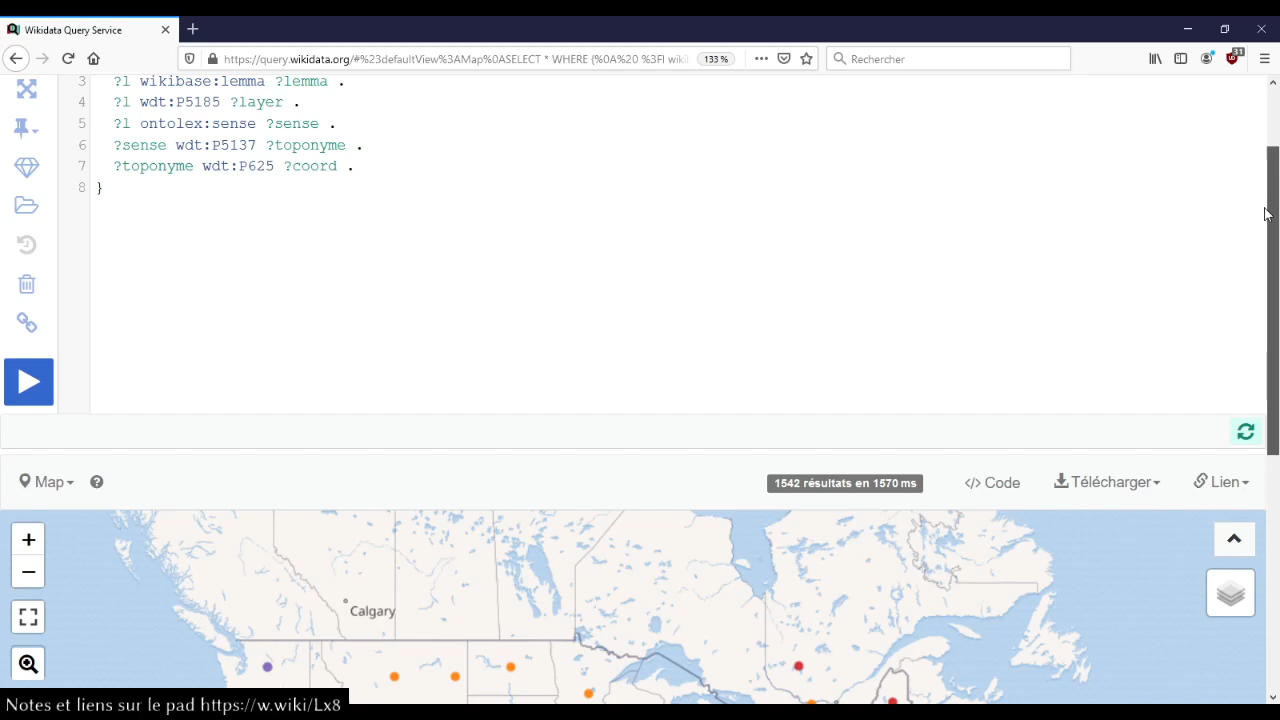 Wikidata Query Service
https://query.wikidata.org/#%23defaultView%3AMap%0ASELECT * WHERE {%0A%20 %3Fl wiki
133 %
Rechercher
31
3 ?l wikibase:lemma ?lemma .
4 ?l wdt:P5185 ?layer .
5 ?l ontolex:sense ?sense .
6 ?sense wdt:P5137 ?toponyme .
7 ?toponyme wdt:P625 ?coord .
8 }
Map
1542 résultats en 1570 ms
</> Code
Télécharger
Lien
Calgary
Notes et liens sur le pad https://w.wiki/Lx8